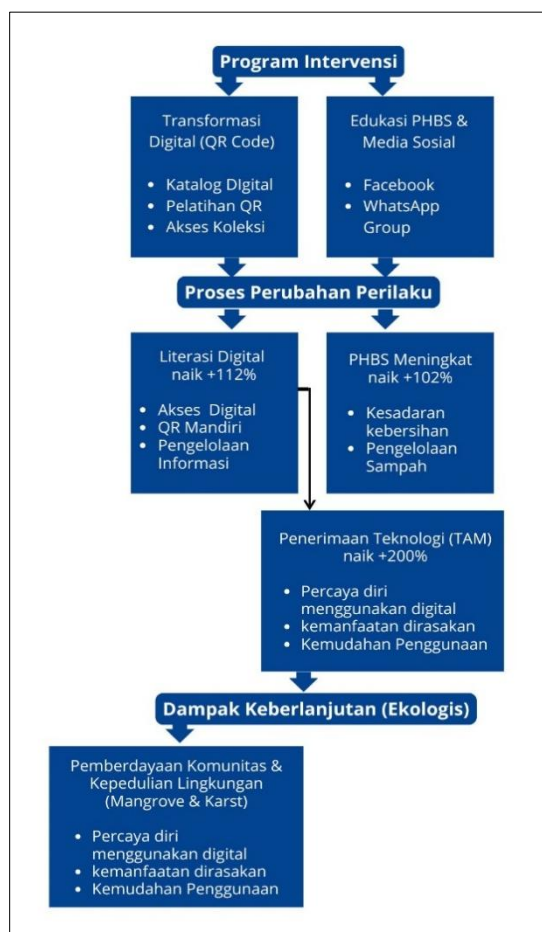 Program Intervensi
Transformasi
Digital (QR Code)
• Katalog DIgital
• Pelatihan QR
• Akses Koleksi
Edukasi PHBS &
Media Sosial
• Facebook
• WhatsApp
Group
Proses Perubahan Perilaku
Literasi Digital
naik +112%
• Akses Digital
• QR Mandiri
• Pengelolaan
Informasi
PHBS Meningkat
naik +102%
• Kesadaran
kebersihan
• Pengelolaan
Sampah
Penerimaan Teknologi (TAM)
naik +200%
• Percaya diri
menggunakan digital
• kemanfaatan dirasakan
• Kemudahan Penggunaan
Dampak Keberlanjutan (Ekologis)
Pemberdayaan Komunitas &
Kepedulian Lingkungan
(Mangrove & Karst)
• Percaya diri
menggunakan digital
• kemanfaatan dirasakan
• Kemudahan Penggunaan